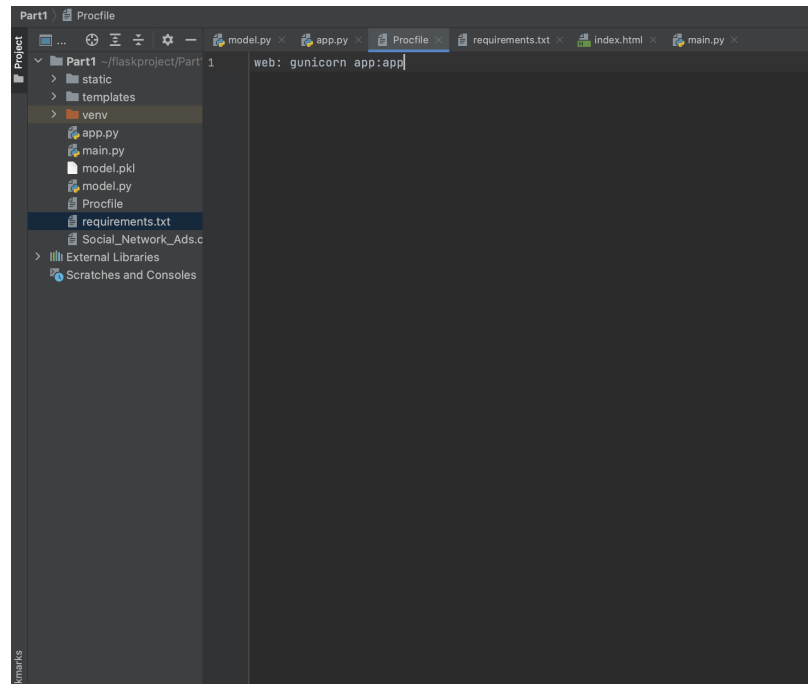 Part1 Procfile
Project
...
model.py
app.py
Procfile
requirements.txt
index.html
main.py
Part1 ~/flaskproject/Part1
static
templates
venv
app.py
main.py
model.pkl
model.py
Procfile
requirements.txt
Social_Network_Ads.c
External Libraries
Scratches and Consoles
1 web: gunicorn app:app
kmarks